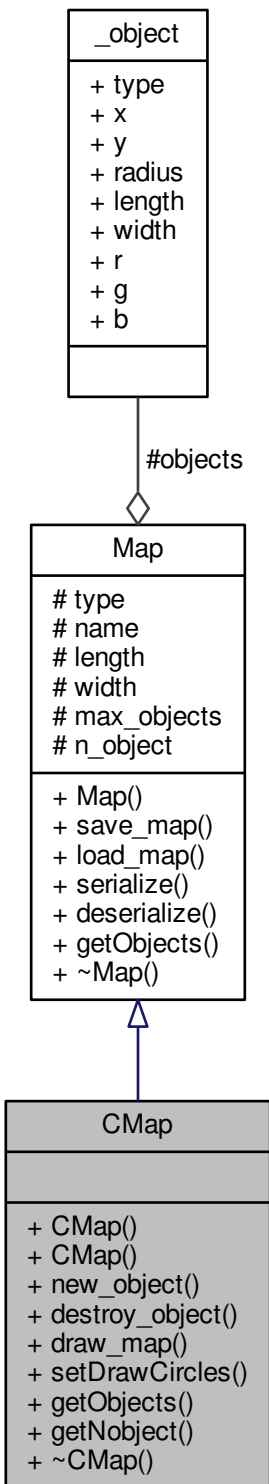 _object
+ type
+ x
+ y
+ radius
+ length
+ width
+ r
+ g
+ b
#objects
Map
# type
# name
# length
# width
# max_objects
# n_object
+ Map()
+ save_map()
+ load_map()
+ serialize()
+ deserialize()
+ getObjects()
+ ~Map()
CMap
+ CMap()
+ CMap()
+ new_object()
+ destroy_object()
+ draw_map()
+ setDrawCircles()
+ getObjects()
+ getNobject()
+ ~CMap()